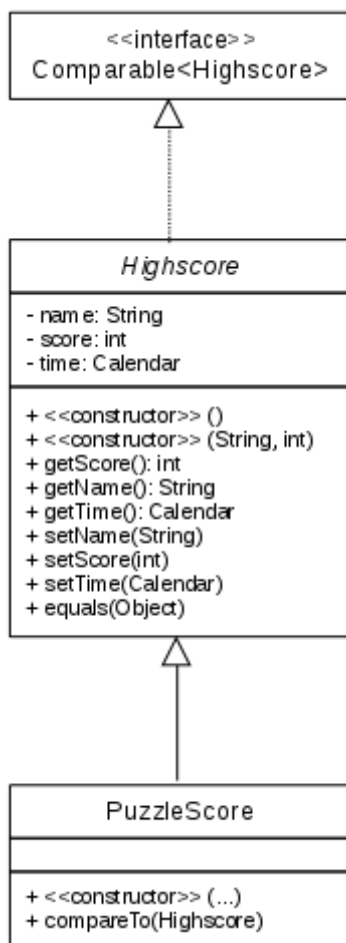 <<interface>>
Comparable<Highscore>
Highscore
- name: String
- score: int
- time: Calendar
+ <<constructor>> ()
+ <<constructor>> (String, int)
+ getScore(): int
+ getName(): String
+ getTime(): Calendar
+ setName(String)
+ setScore(int)
+ setTime(Calendar)
+ equals(Object)
PuzzleScore
+ <<constructor>> (...)
+ compareTo(Highscore)